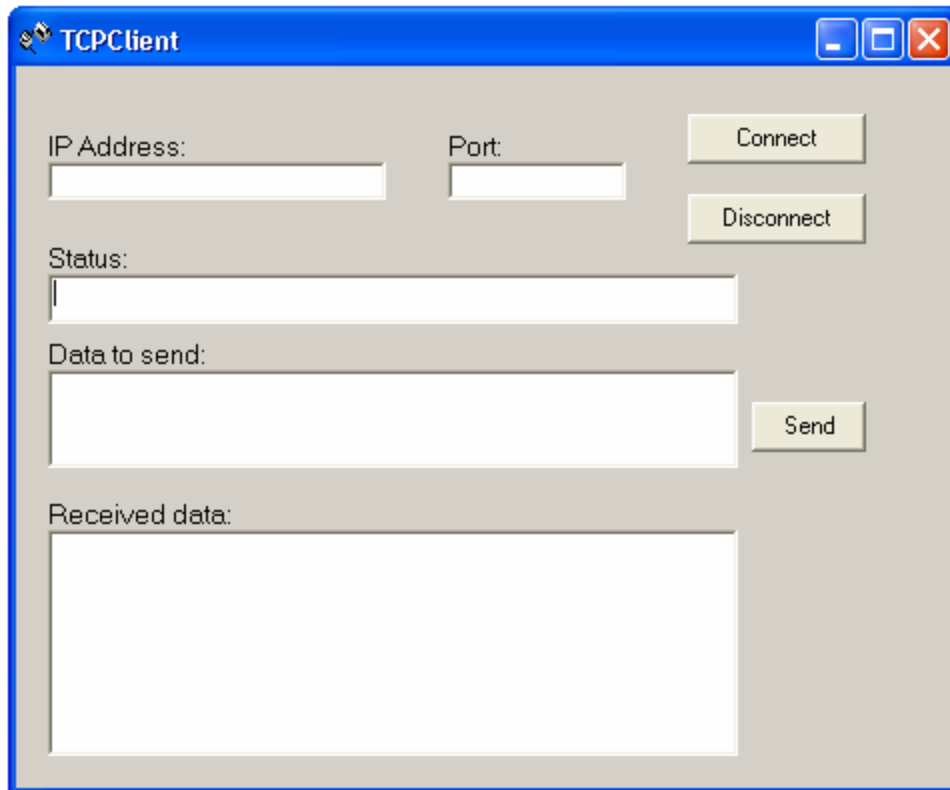 TCPClient
IP Address:
Port:
Connect
Disconnect
Status:
Data to send:
Send
Received data: